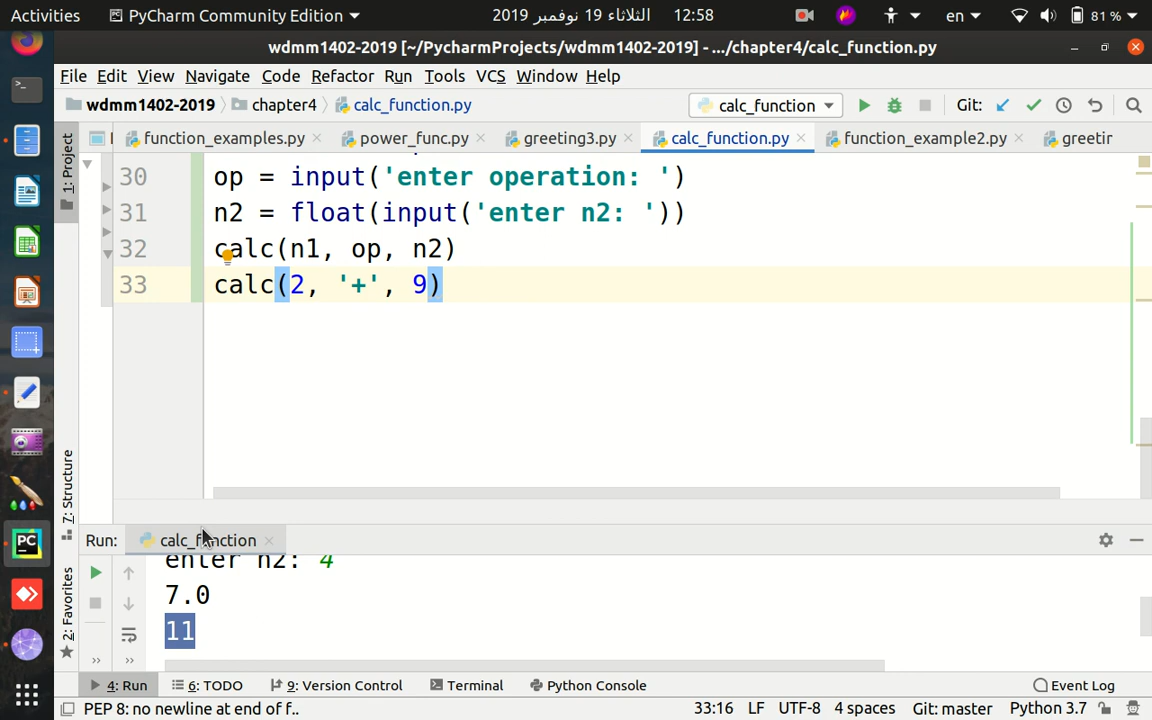 Activities PyCharm Community Edition 2019 الثلاثاء 19 نوفمبر 12:58 en 81 %
wdmm1402-2019 [~/PycharmProjects/wdmm1402-2019] - .../chapter4/calc_function.py
File Edit View Navigate Code Refactor Run Tools VCS Window Help
wdmm1402-2019 chapter4 calc_function.py calc_function Git:
function_examples.py power_func.py greeting3.py calc_function.py function_example2.py greetir
1: Project
30 op = input('enter operation: ')
31 n2 = float(input('enter n2: '))
32 calc(n1, op, n2)
33 calc(2, '+', 9)
7: Structure
Run: calc_function
enter n2: 4
7.0
11
2: Favorites
4: Run 6: TODO 9: Version Control Terminal Python Console Event Log
PEP 8: no newline at end of f.. 33:16 LF UTF-8 4 spaces Git: master Python 3.7